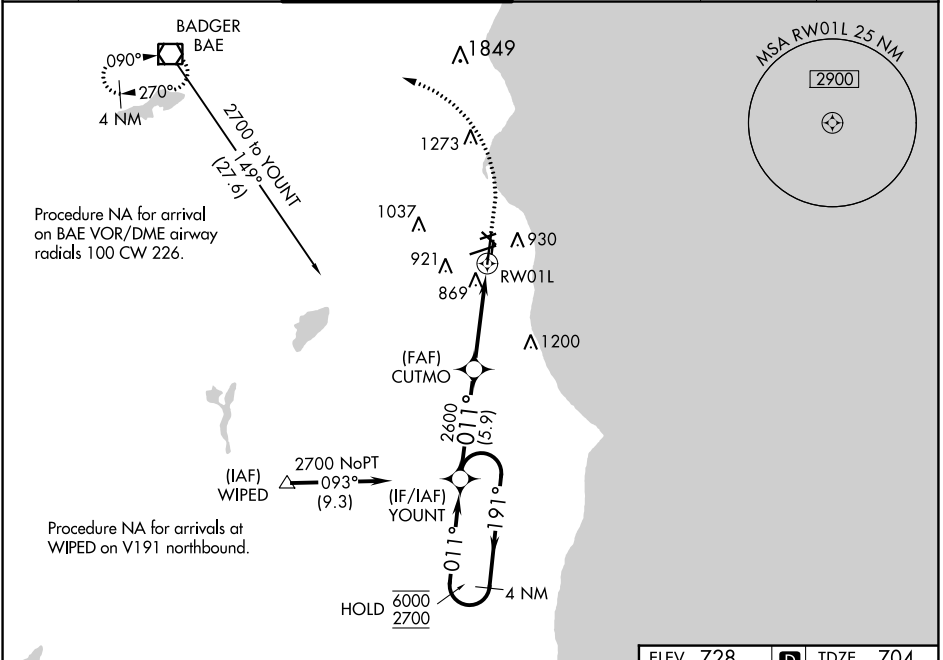 BADGER
BAE
090°
270°
4 NM
2700 to YOUNT
149°
(27.6)
1849
MSA RW01L 25 NM
2900
1273
Procedure NA for arrival
on BAE VOR/DME airway
radials 100 CW 226.
1037
930
921
RW01L
869
1200
(FAF)
CUTMO
2600
011°
(5.9)
(IAF)
WIPED
2700 NoPT
093°
(9.3)
(IF/IAF)
YOUNT
191°
011°
Procedure NA for arrivals at
WIPED on V191 northbound.
HOLD
6000
2700
4 NM
ELEV 728
D
TDZE 704